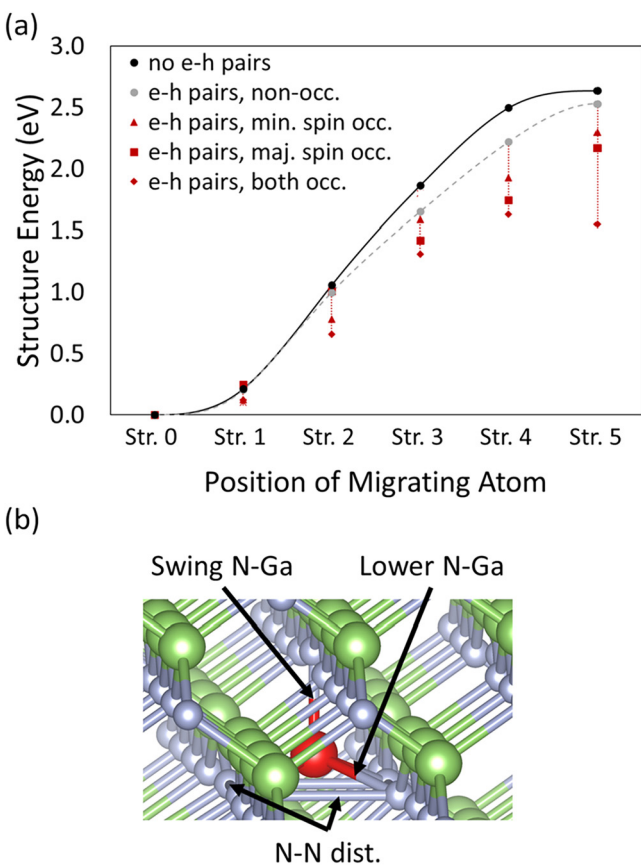 (a)
3.0
2.5
2.0
1.5
1.0
0.5
0.0
Structure Energy (eV)
no e-h pairs
e-h pairs, non-occ.
e-h pairs, min. spin occ.
e-h pairs, maj. spin occ.
e-h pairs, both occ.
Str. 0 Str. 1 Str. 2 Str. 3 Str. 4 Str. 5
Position of Migrating Atom
(b)
Swing N-Ga Lower N-Ga
N-N dist.